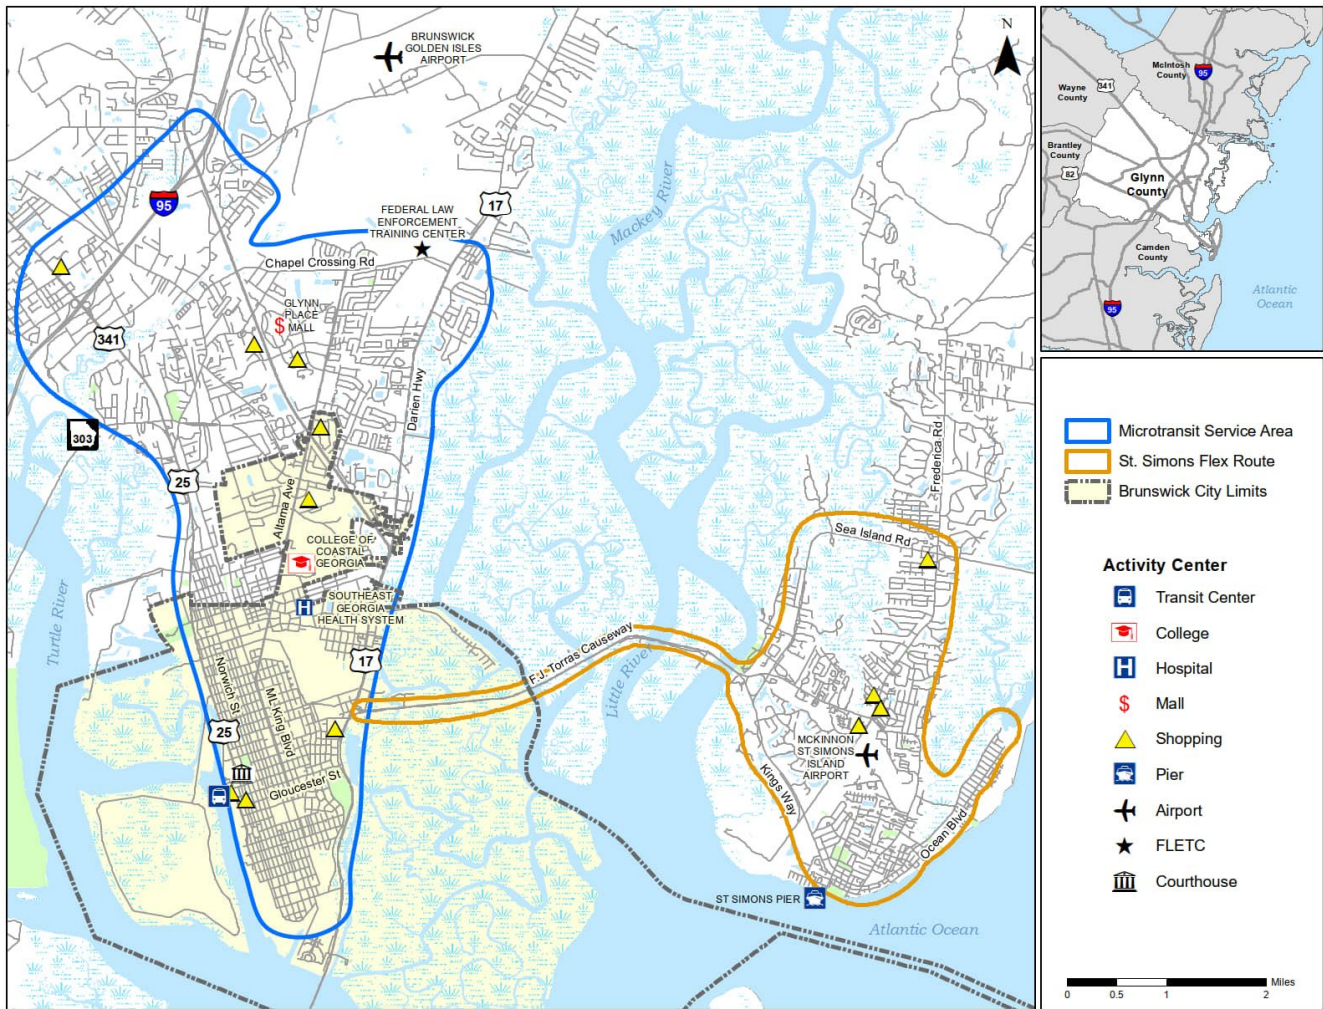 BRUNSWICK
GOLDEN ISLES
AIRPORT
N
95
17
FEDERAL LAW
ENFORCEMENT
TRAINING CENTER
Chapel Crossing Rd
Mackey River
GLYNN
PLACE
MALL
$
341
Darien Hwy
303
25
Altama Ave
Frederica Rd
Sea Island Rd
COLLEGE OF
COASTAL
GEORGIA
H
SOUTHEAST
GEORGIA
HEALTH SYSTEM
Turtle River
17
F.J. Torras Causeway
Little River
Norwich St
ML King Blvd
25
Gloucester St
MCKINNON
ST SIMONS
ISLAND
AIRPORT
Kings Way
Ocean Blvd
ST SIMONS PIER
Atlantic Ocean
McIntosh
County
95
Wayne
County
341
Brantley
County
82
Glynn
County
Camden
County
95
Atlantic
Ocean
Microtransit Service Area
St. Simons Flex Route
Brunswick City Limits
Activity Center
Transit Center
College
H Hospital
$ Mall
Shopping
Pier
Airport
FLETC
Courthouse
Miles
0 0.5 1 2